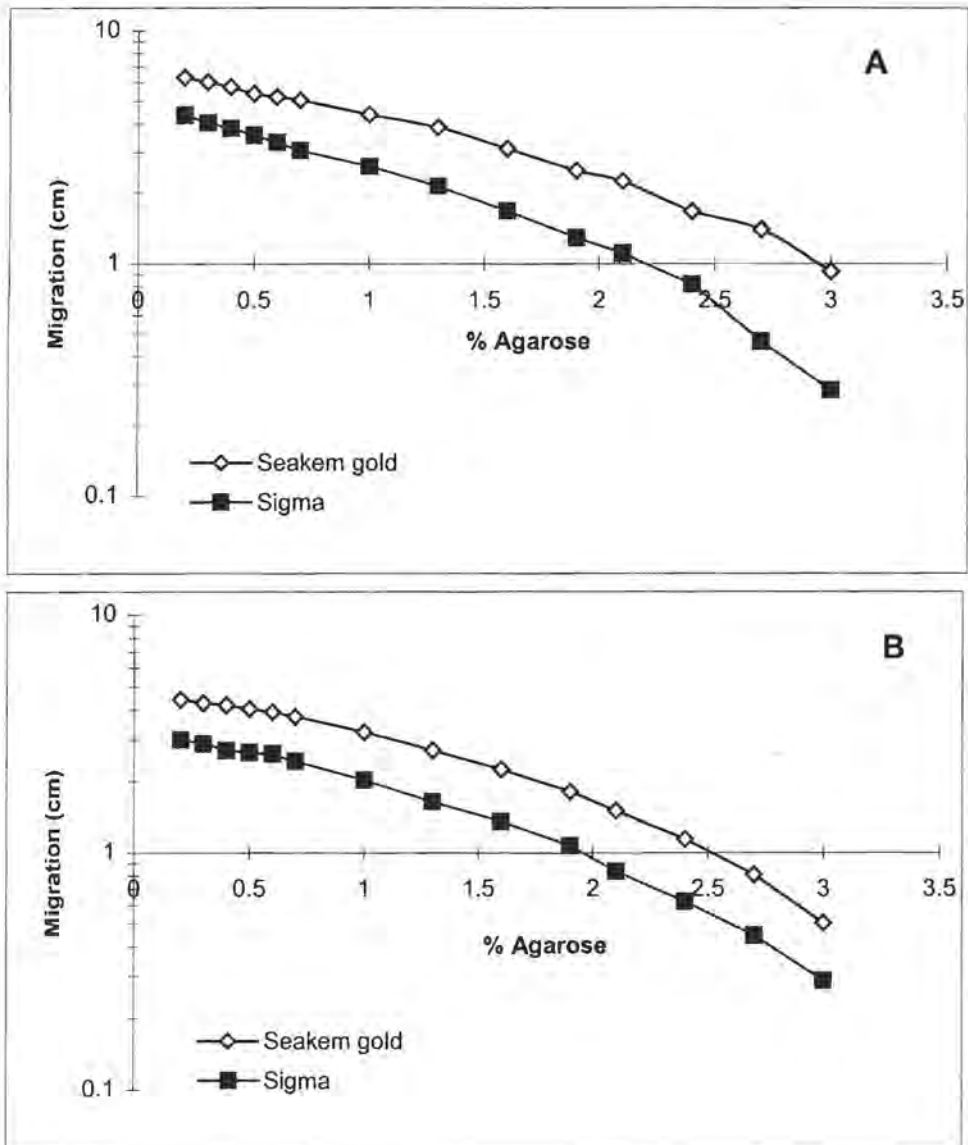 10
A
Migration (cm)
1
0 0.5 1 1.5 2 2.5 3 3.5
% Agarose
Seakem gold
Sigma
0.1
10
B
Migration (cm)
1
0 0.5 1 1.5 2 2.5 3 3.5
% Agarose
Seakem gold
Sigma
0.1